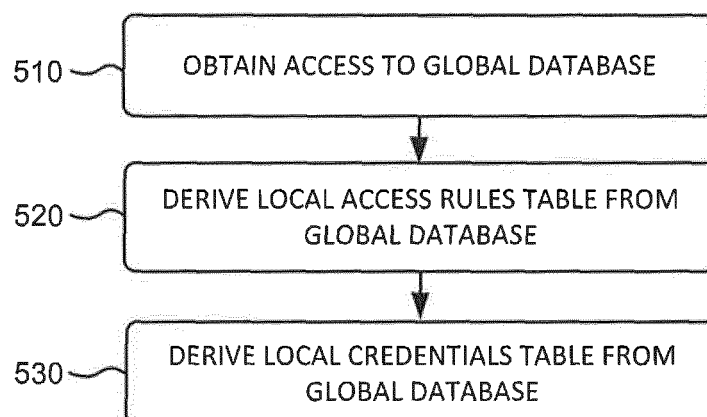 510
OBTAIN ACCESS TO GLOBAL DATABASE
520
DERIVE LOCAL ACCESS RULES TABLE FROM
GLOBAL DATABASE
530
DERIVE LOCAL CREDENTIALS TABLE FROM
GLOBAL DATABASE